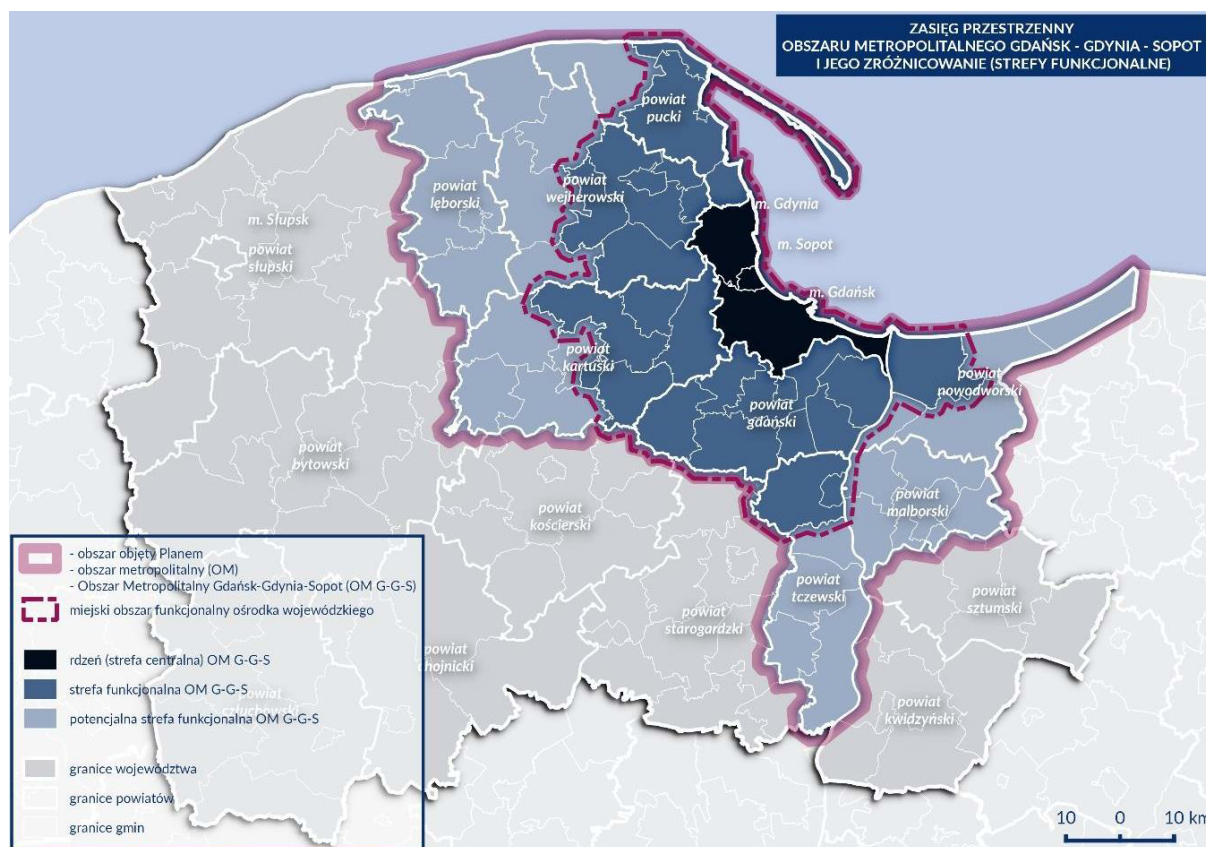 ZASIĘG PRZESTRZENNY
OBSZARU METROPOLITALNEGO GDAŃSK - GDYNIA - SOPOT
I JEGO ZRÓŻNICOWANIE (STREFY FUNKCJONALNE)
powiat
pucki
powiat
lęborski
powiat
wejherowski
m. Gdynia
m. Słupsk
powiat
słupski
m. Sopot
m. Gdańsk
powiat
kartuski
powiat
nowodworski
powiat
gdański
powiat
bytowski
powiat
kościerski
powiat
malborski
powiat
tczewski
powiat
sztumski
powiat
starogardzki
chojnicki
powiat
człuchowski
powiat
kwidzyński
- obszar objęty Planem
- obszar metropolitalny (OM)
- Obszar Metropolitalny Gdańsk-Gdynia-Sopot (OM G-G-S)
miejski obszar funkcjonalny ośrodka wojewódzkiego
rdzeń (strefa centralna) OM G-G-S
strefa funkcjonalna OM G-G-S
potencjalna strefa funkcjonalna OM G-G-S
granice województwa
granice powiatów
granice gmin
10 0 10 km